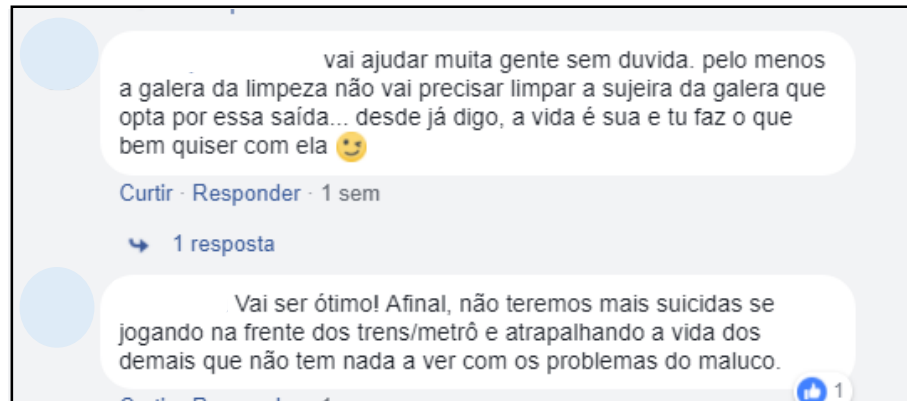 vai ajudar muita gente sem duvida. pelo menos
a galera da limpeza não vai precisar limpar a sujeira da galera que
opta por essa saída... desde já digo, a vida é sua e tu faz o que
bem quiser com ela 😉
Curtir · Responder · 1 sem
1 resposta
Vai ser ótimo! Afinal, não teremos mais suicidas se
jogando na frente dos trens/metrô e atrapalhando a vida dos
demais que não tem nada a ver com os problemas do maluco.
1